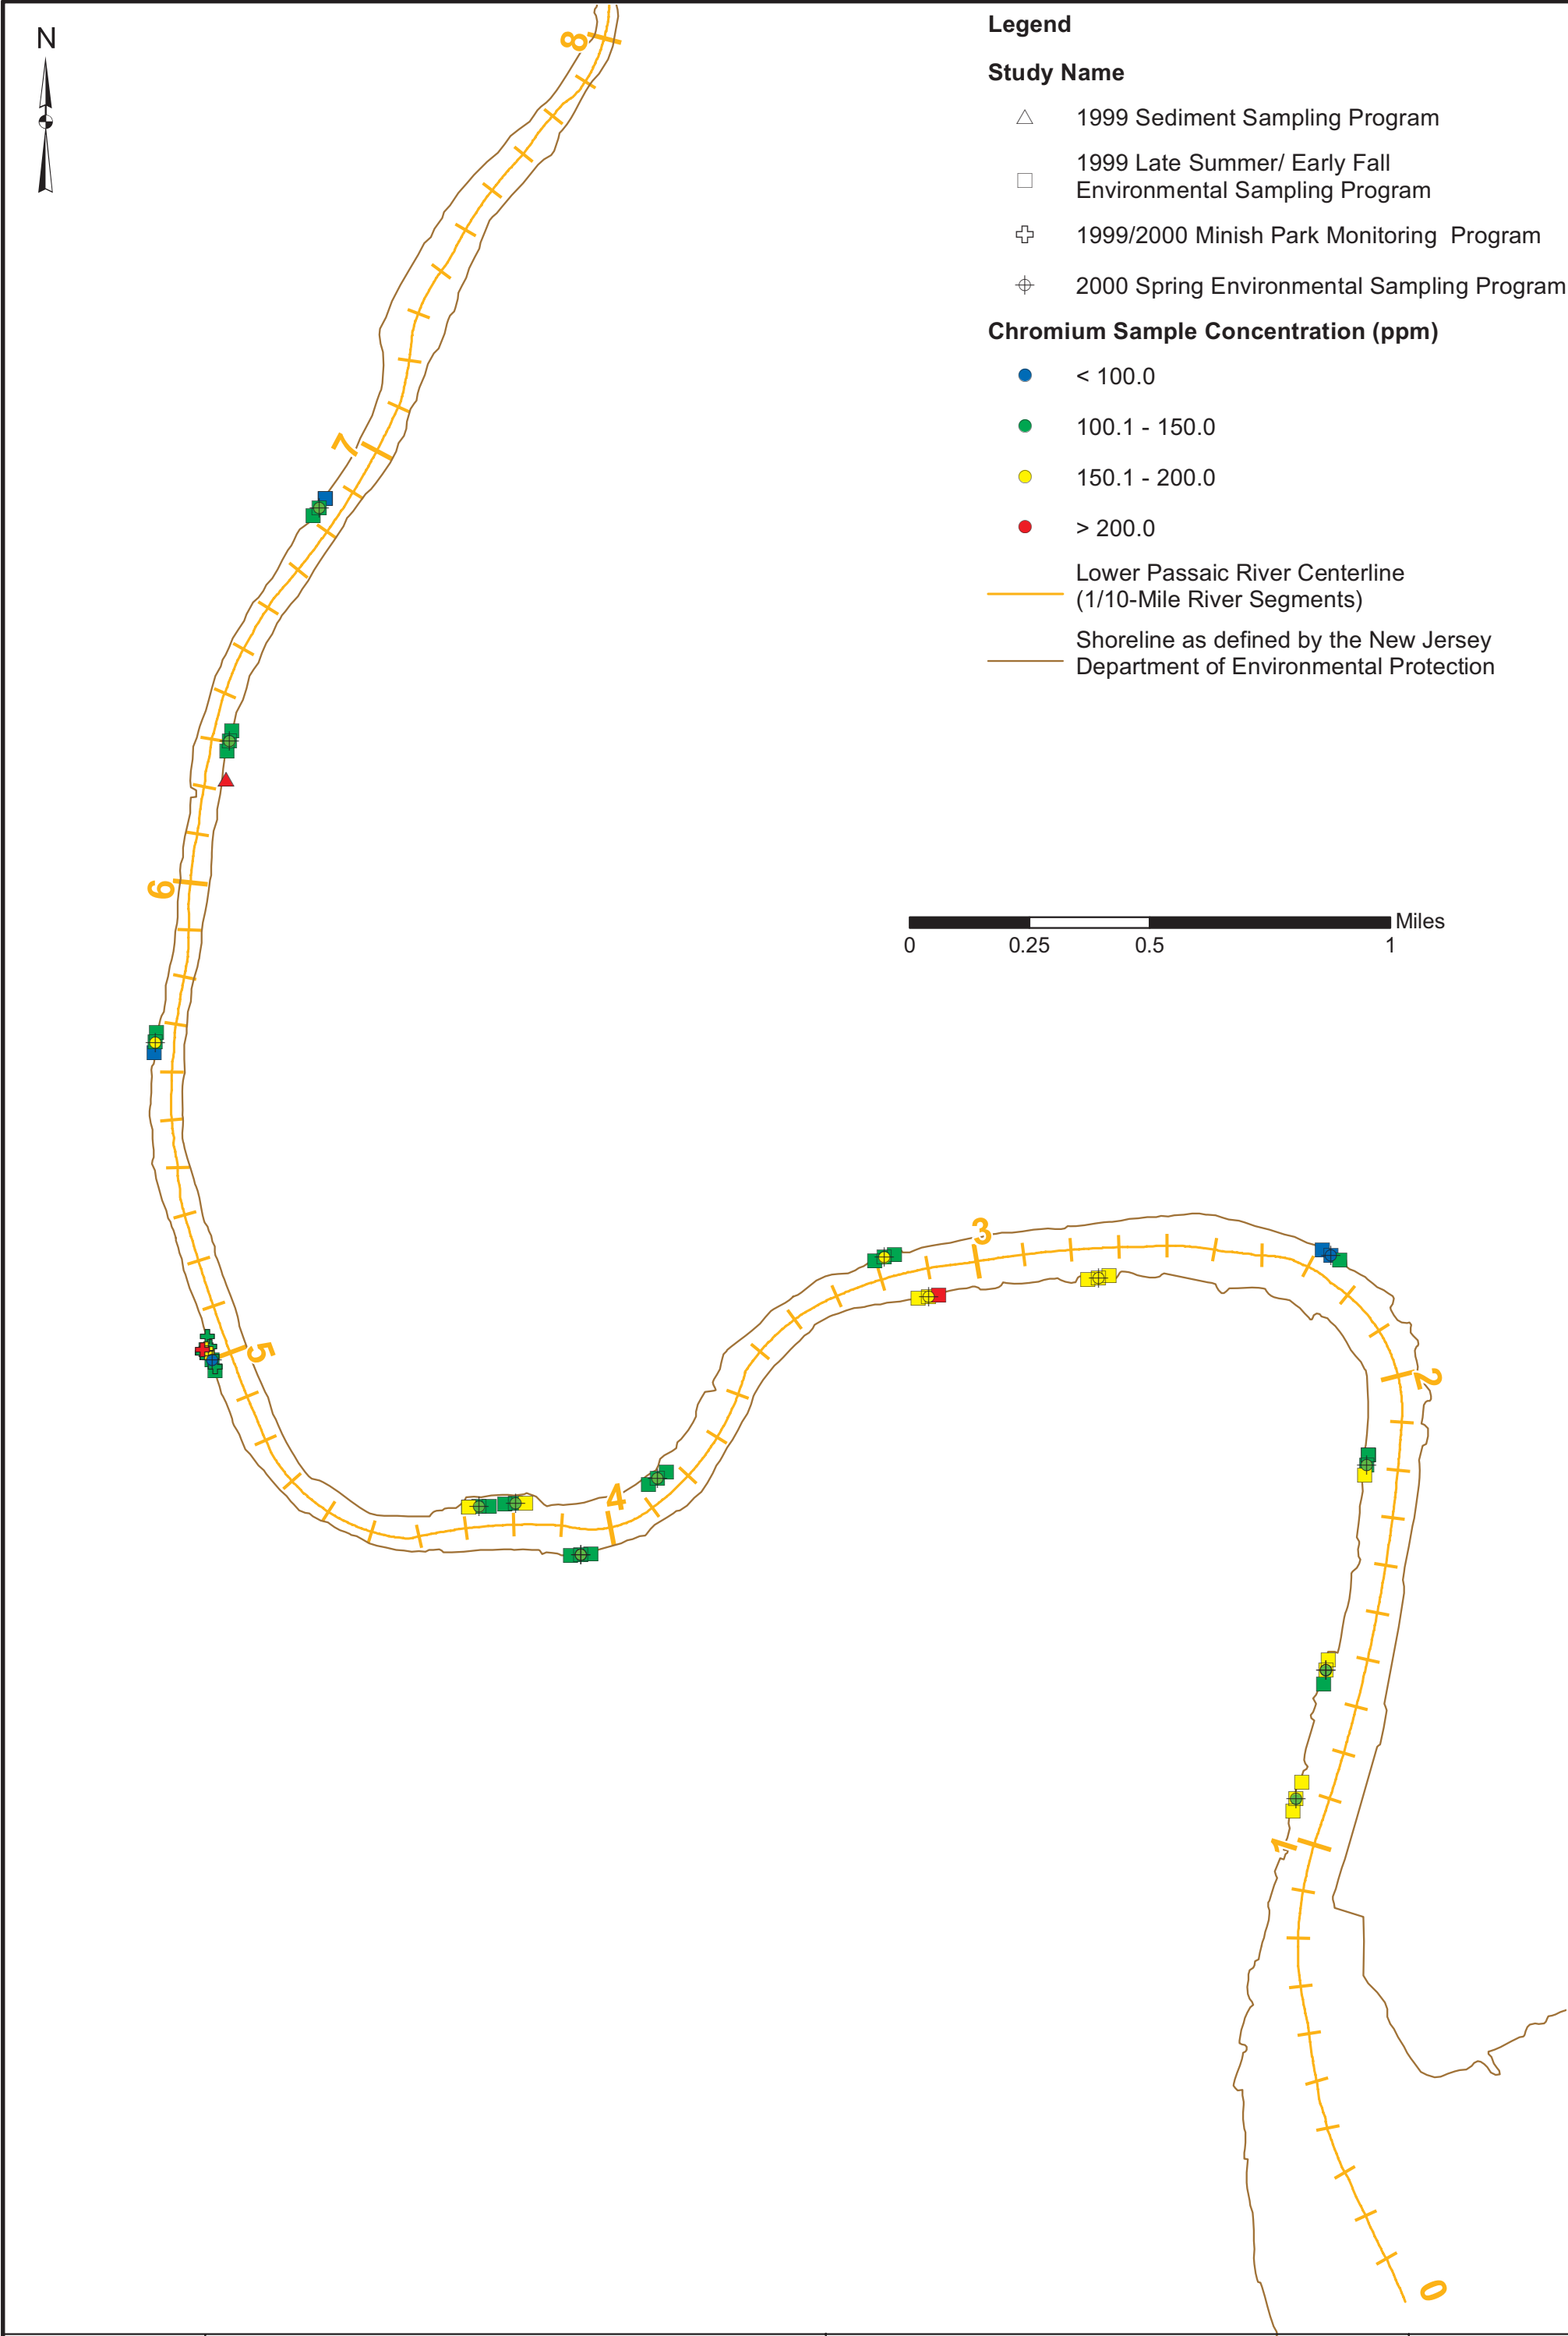 N
Legend
Study Name
1999 Sediment Sampling Program
1999 Late Summer/ Early Fall
Environmental Sampling Program
1999/2000 Minish Park Monitoring  Program
2000 Spring Environmental Sampling Program
Chromium Sample Concentration (ppm)
< 100.0
100.1 - 150.0
150.1 - 200.0
> 200.0
Lower Passaic River Centerline
(1/10-Mile River Segments)
Shoreline as defined by the New Jersey
Department of Environmental Protection
8
7
6
Miles
0 0.25 0.5 1
3
5
2
4
1
0